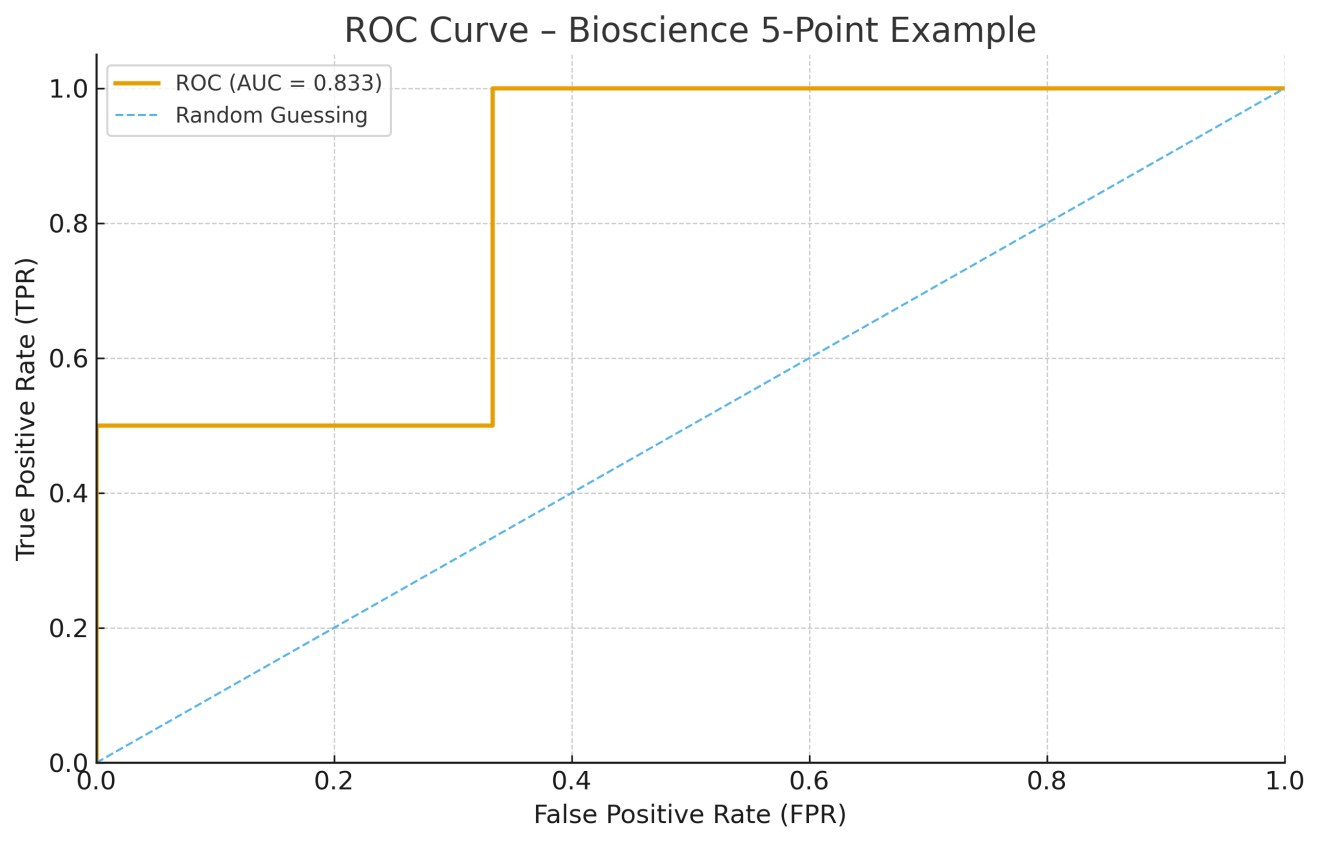 ROC Curve – Bioscience 5-Point Example
ROC (AUC = 0.833)
Random Guessing
True Positive Rate (TPR)
1.0
0.8
0.6
0.4
0.2
0.0
0.0 0.2 0.4 0.6 0.8 1.0
False Positive Rate (FPR)